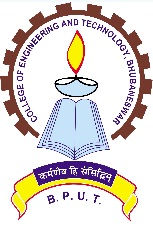 COLLEGE OF ENGINEERING AND TECHNOLOGY, BHUBANESWAR
कर्मणैव हि संसिद्धिम्
B. P. U. T.